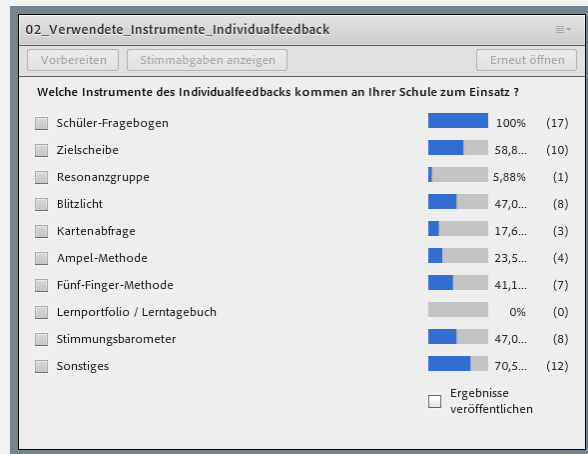 02_Verwendete_Instrumente_Individualfeedback
Vorbereiten Stimmabgaben anzeigen Erneut öffnen
Welche Instrumente des Individualfeedbacks kommen an Ihrer Schule zum Einsatz ?
Schüler-Fragebogen 100% (17)
Zielscheibe 58,8... (10)
Resonanzgruppe 5,88% (1)
Blitzlicht 47,0... (8)
Kartenabfrage 17,6... (3)
Ampel-Methode 23,5... (4)
Fünf-Finger-Methode 41,1... (7)
Lernportfolio / Lerntagebuch 0% (0)
Stimmungsbarometer 47,0... (8)
Sonstiges 70,5... (12)
Ergebnisse
veröffentlichen